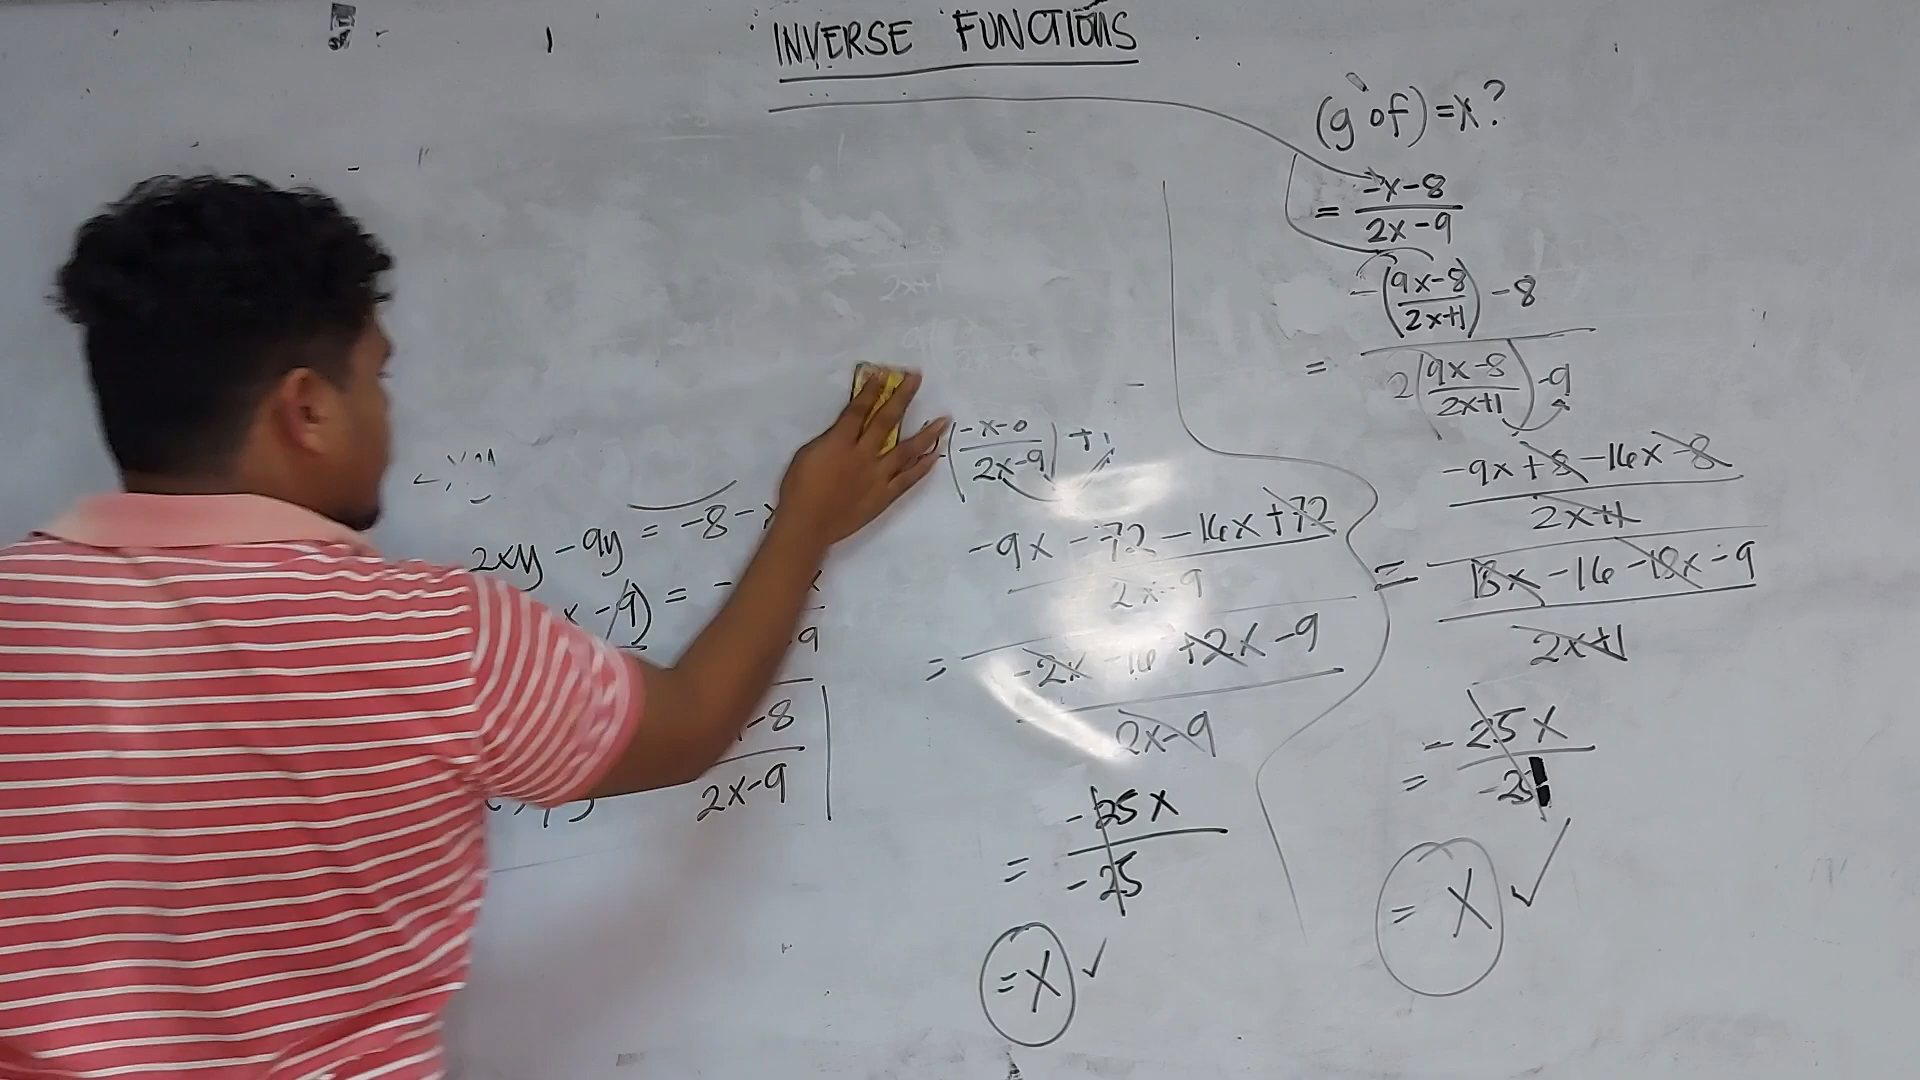 INVERSE FUNCTIONS
2xy - 9y = -8 -
-9) = -
-8
2x-9
(-x-
2x-9) +
-9x - 72 - 16x + 72
2x-9
= -2x - 16 + 2x - 9
2x-9
= -25x
-25
= x ✓
(g o f) = x?
= -x-8
2x-9
-(9x-8
2x+1) - 8
= 2(9x-8
2x+1) - 9
-9x + 8 - 16x - 8
2x+1
= 18x - 16 - 18x - 9
2x+1
= -25x
-25
= x ✓